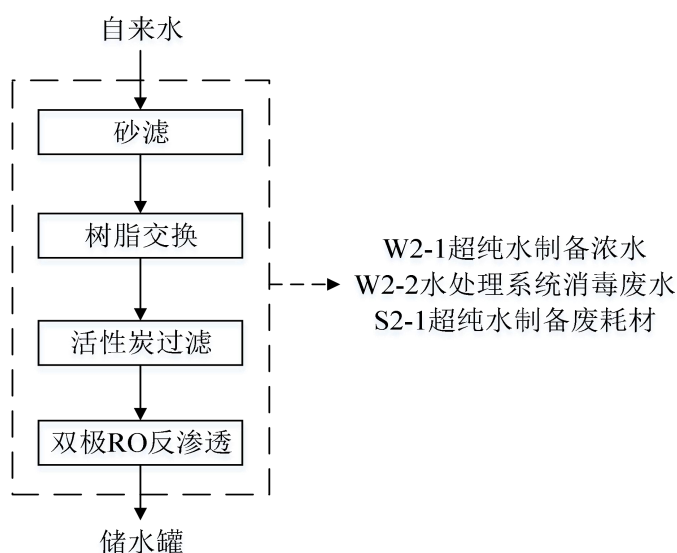 自来水
砂滤
树脂交换
活性炭过滤
双极RO反渗透
储水罐
W2-1超纯水制备浓水
W2-2水处理系统消毒废水
S2-1超纯水制备废耗材